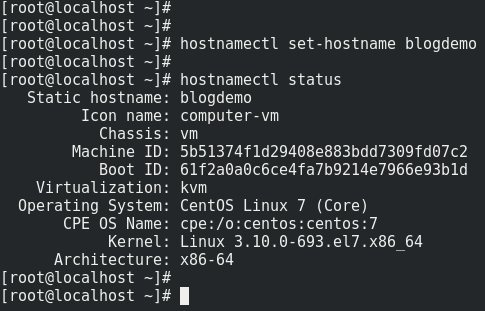 [root@localhost ~]#
[root@localhost ~]#
[root@localhost ~]# hostnamectl set-hostname blogdemo
[root@localhost ~]#
[root@localhost ~]# hostnamectl status
Static hostname: blogdemo
Icon name: computer-vm
Chassis: vm
Machine ID: 5b51374f1d29408e883bdd7309fd07c2
Boot ID: 61f2a0a0c6ce4fa7b9214e7966e93b1d
Virtualization: kvm
Operating System: CentOS Linux 7 (Core)
CPE OS Name: cpe:/o:centos:centos:7
Kernel: Linux 3.10.0-693.el7.x86_64
Architecture: x86-64
[root@localhost ~]#
[root@localhost ~]#